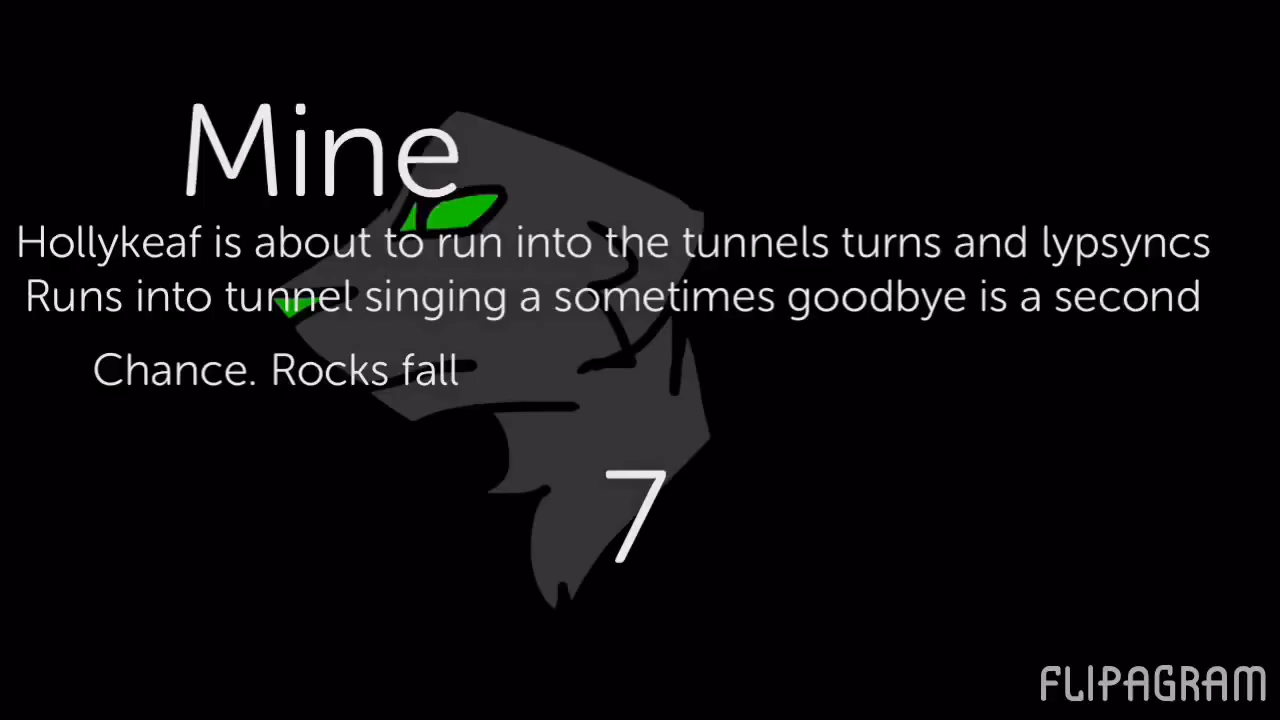 Mine
Hollykeaf is about to run into the tunnels turns and lypsyncs
Runs into tunnel singing a sometimes goodbye is a second
Chance. Rocks fall
7
FLIPAGRAM